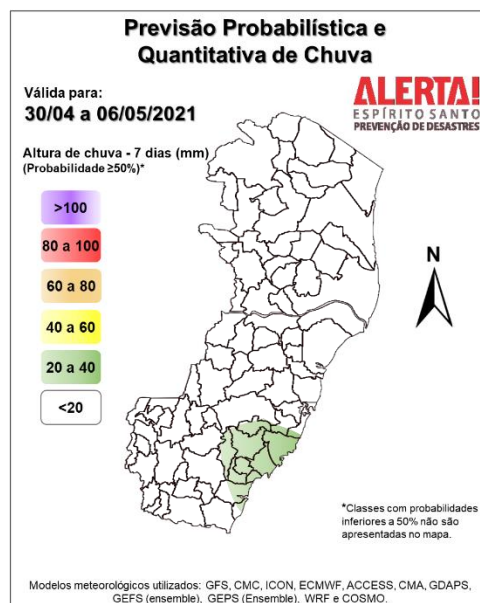 Previsão Probabilística e
Quantitativa de Chuva
Válida para:
30/04 a 06/05/2021
ALERTA!
ESPÍRITO SANTO
PREVENÇÃO DE DESASTRES
Altura de chuva - 7 dias (mm)
(Probabilidade ≥50%)*
>100
80 a 100
60 a 80
40 a 60
20 a 40
<20
N
*Classes com probabilidades
inferiores a 50% não são
apresentadas no mapa.
Modelos meteorológicos utilizados: GFS, CMC, ICON, ECMWF, ACCESS, CMA, GDAPS,
GEFS (ensemble), GEPS (Ensemble), WRF e COSMO.